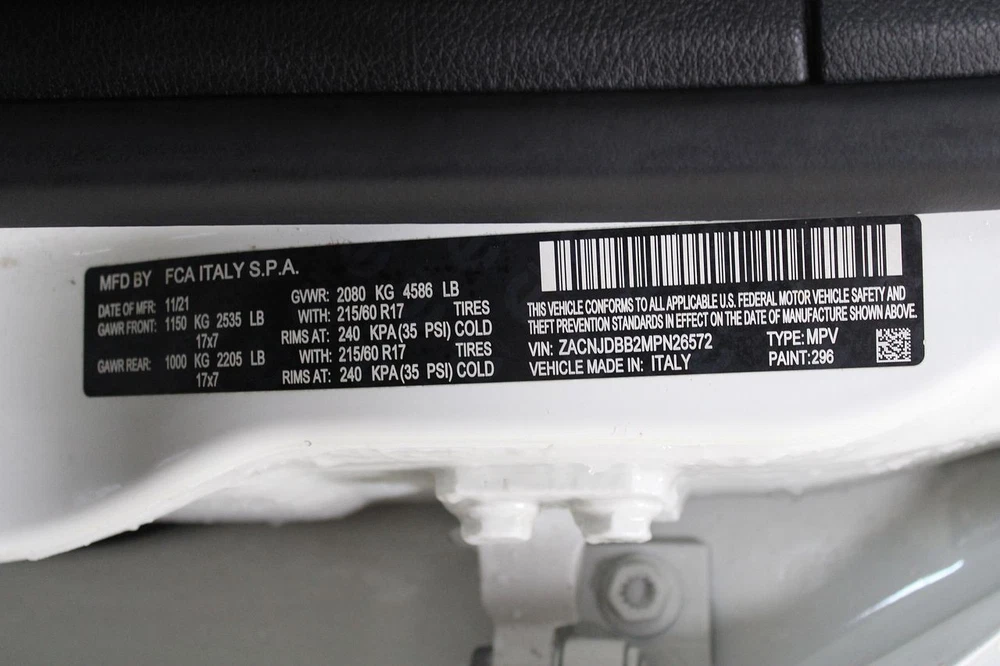 MFD BY FCA ITALY S.P.A.
DATE OF MFR: 11/21 GVWR: 2080 KG 4586 LB
GAWR FRONT: 1150 KG 2535 LB WITH: 215/60 R17 TIRES
17x7 RIMS AT: 240 KPA(35 PSI) COLD
GAWR REAR: 1000 KG 2205 LB WITH: 215/60 R17 TIRES
17x7 RIMS AT: 240 KPA(35 PSI) COLD
THIS VEHICLE CONFORMS TO ALL APPLICABLE U.S. FEDERAL MOTOR VEHICLE SAFETY AND
THEFT PREVENTION STANDARDS IN EFFECT ON THE DATE OF MANUFACTURE SHOWN ABOVE.
VIN: ZACNJDBB2MPN26572 TYPE: MPV
VEHICLE MADE IN: ITALY PAINT: 296